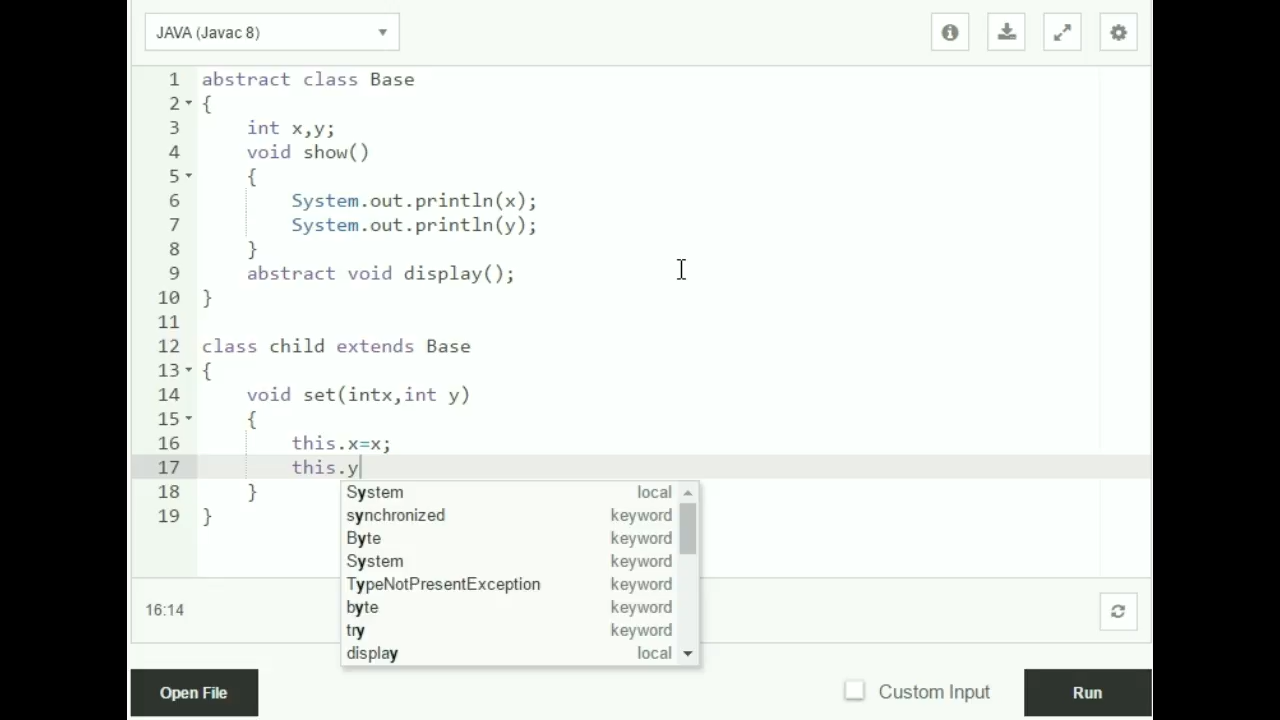 JAVA (Javac 8)
1 abstract class Base
2 {
3 int x,y;
4 void show()
5 {
6 System.out.println(x);
7 System.out.println(y);
8 }
9 abstract void display();
10 }
11
12 class child extends Base
13 {
14 void set(intx,int y)
15 {
16 this.x=x;
17 this.y
18 }
19 }
System local
synchronized keyword
Byte keyword
System keyword
TypeNotPresentException keyword
byte keyword
try keyword
display local
16:14
Open File
Custom Input
Run